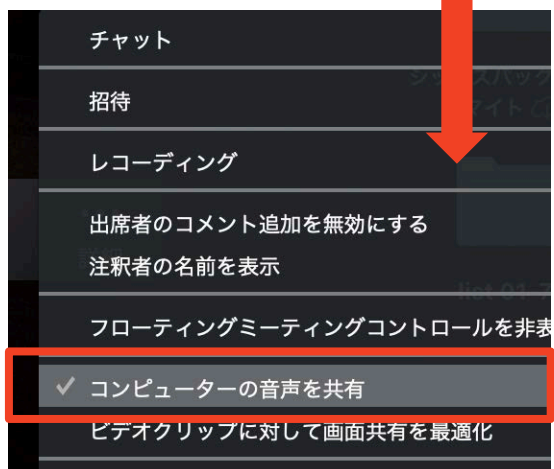 チャット
招待
レコーディング
出席者のコメント追加を無効にする
注釈者の名前を表示
フローティングミーティングコントロールを非表
コンピューターの音声を共有
ビデオクリップに対して画面共有を最適化